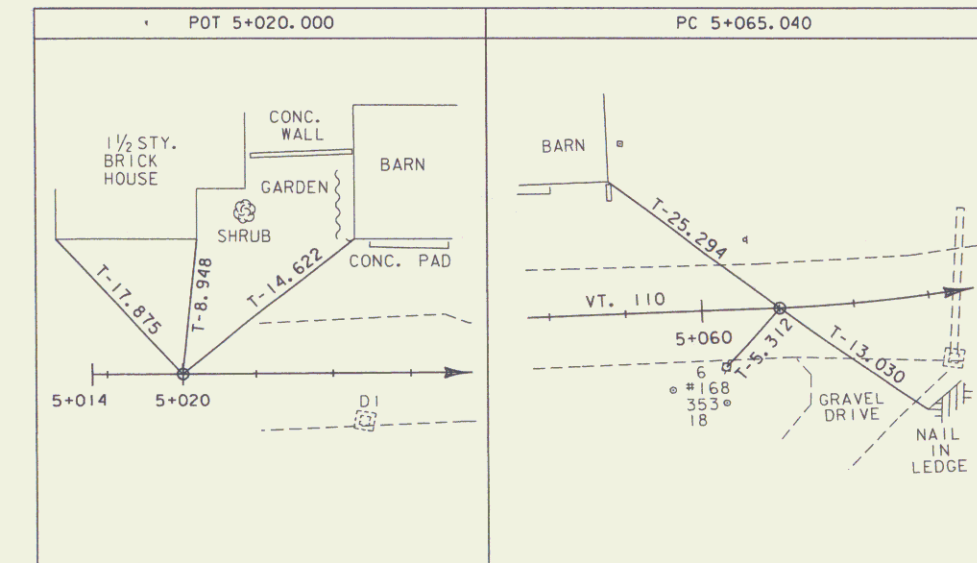 POT 5+020.000
CONC.
WALL
1½ STY.
BRICK
HOUSE
BARN
GARDEN
SHRUB
CONC. PAD
T-17.875
T-8.948
T-14.622
5+014
5+020
D1
PC 5+065.040
BARN
T-25.294
VT. 110
5+060
T-5.312
T-13.030
6
#168
353
18
GRAVEL
DRIVE
NAIL
IN
LEDGE